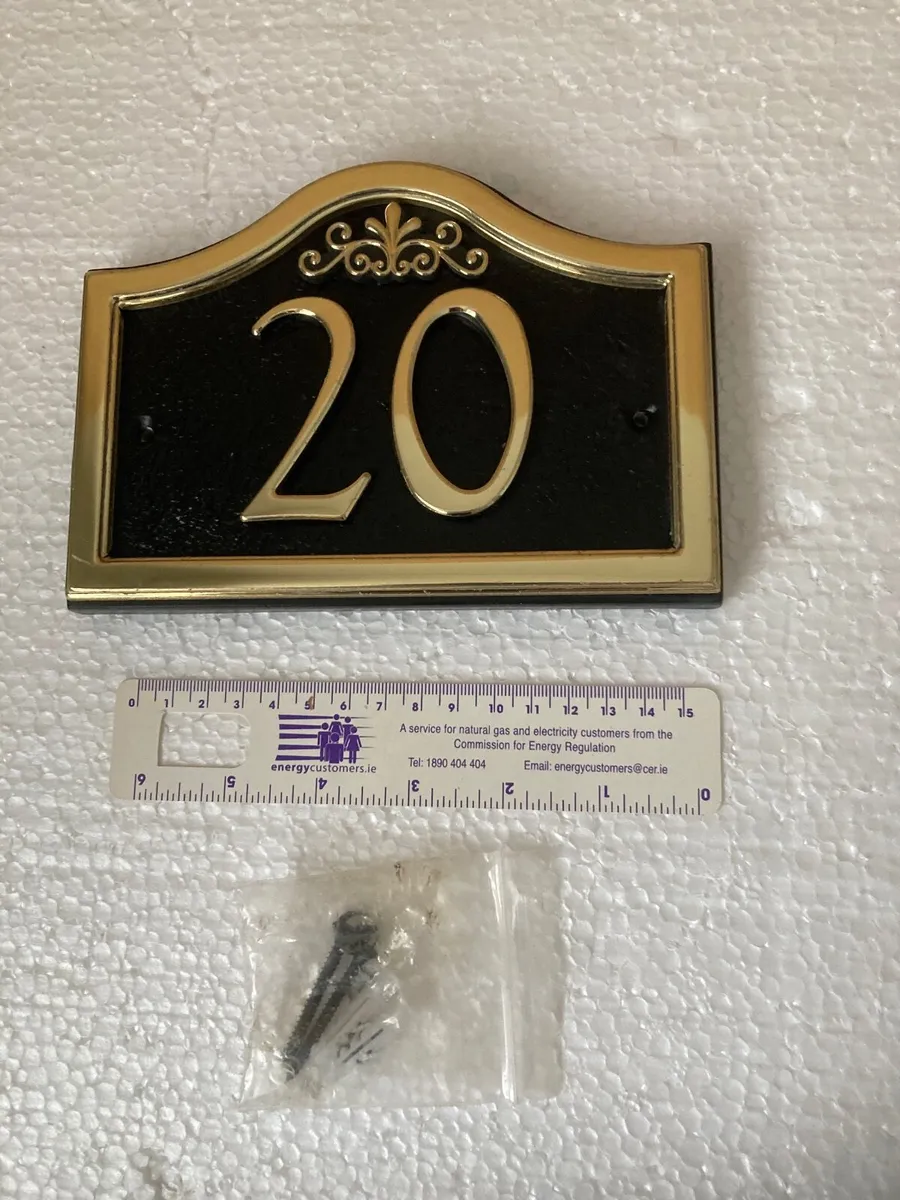 20
0 1 2 3 4 5 6 7 8 9 10 11 12 13 14 15
A service for natural gas and electricity customers from the
Commission for Energy Regulation
energycustomers.ie
Tel: 1890 404 404 Email: energycustomers@cer.ie
6 5 4 3 2 1 0